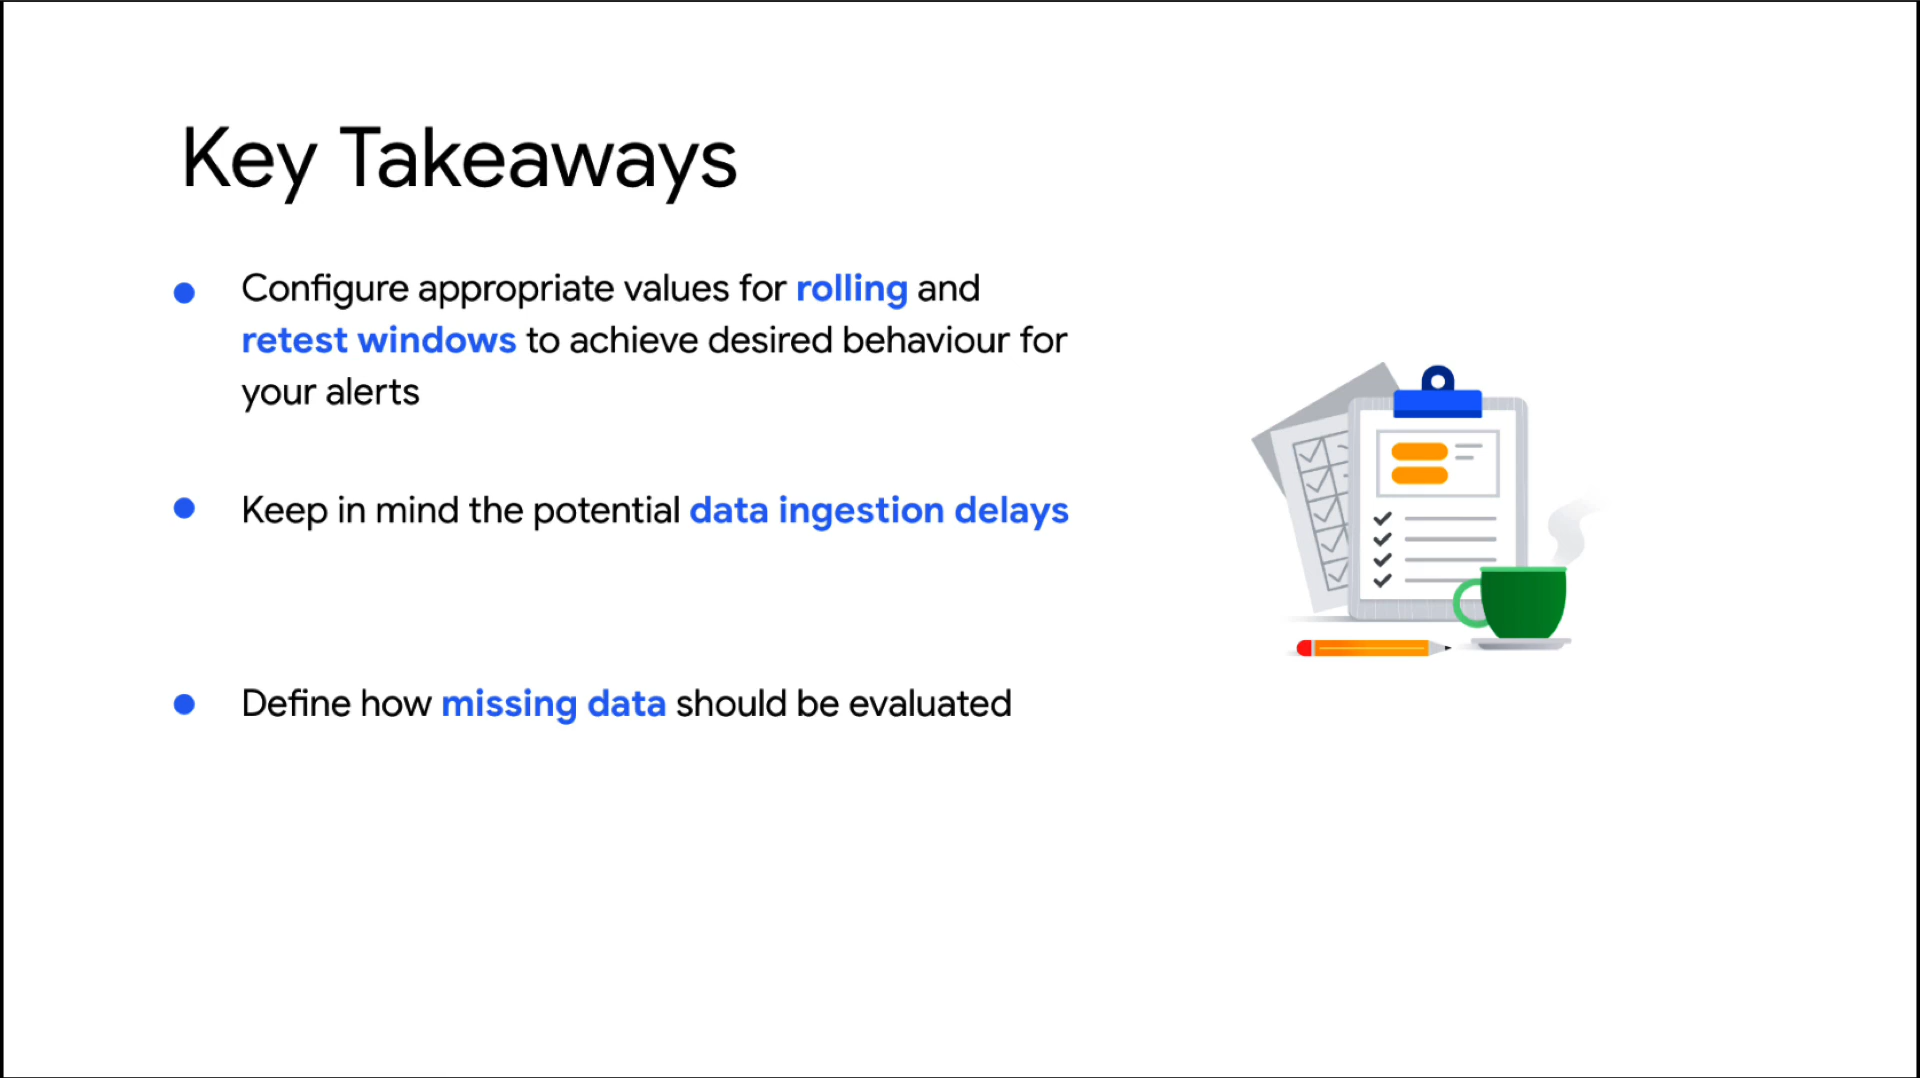 Key Takeaways
Configure appropriate values for rolling and
retest windows to achieve desired behaviour for
your alerts
Keep in mind the potential data ingestion delays
Define how missing data should be evaluated